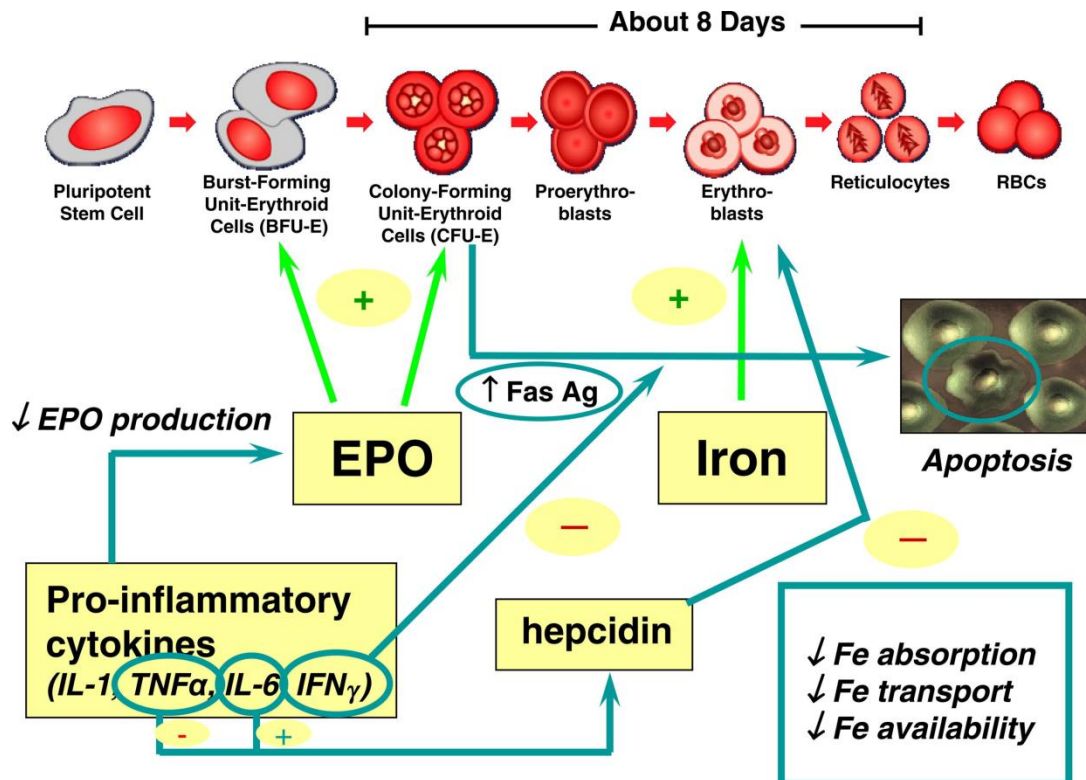 About 8 Days
Pluripotent
Stem Cell
Burst-Forming
Unit-Erythroid
Cells (BFU-E)
Colony-Forming
Unit-Erythroid
Cells (CFU-E)
Proerythro-
blasts
Erythro-
blasts
Reticulocytes
RBCs
+
+
↑ Fas Ag
↓ EPO production
EPO
Iron
Apoptosis
—
—
Pro-inflammatory
cytokines
(IL-1, TNFα, IL-6 IFNγ)
hepcidin
- +
↓ Fe absorption
↓ Fe transport
↓ Fe availability